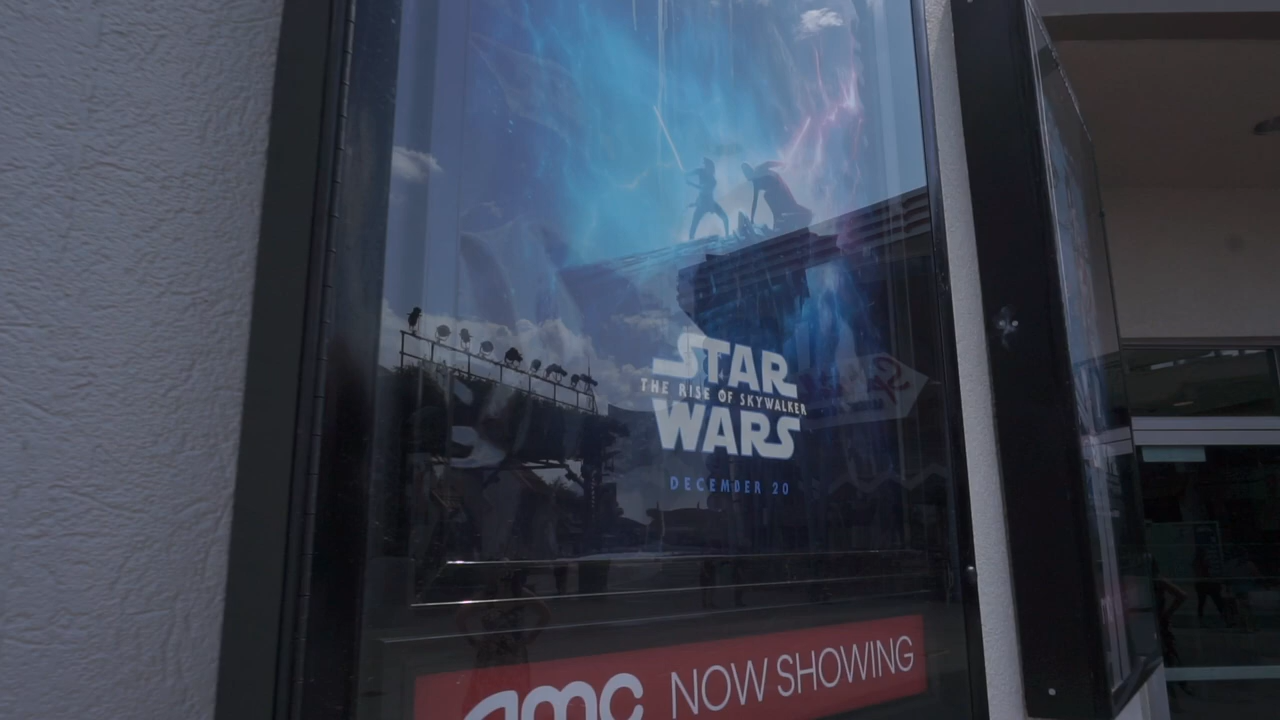 STAR
THE RISE OF SKYWALKER
WARS
DECEMBER 20
amc NOW SHOWING